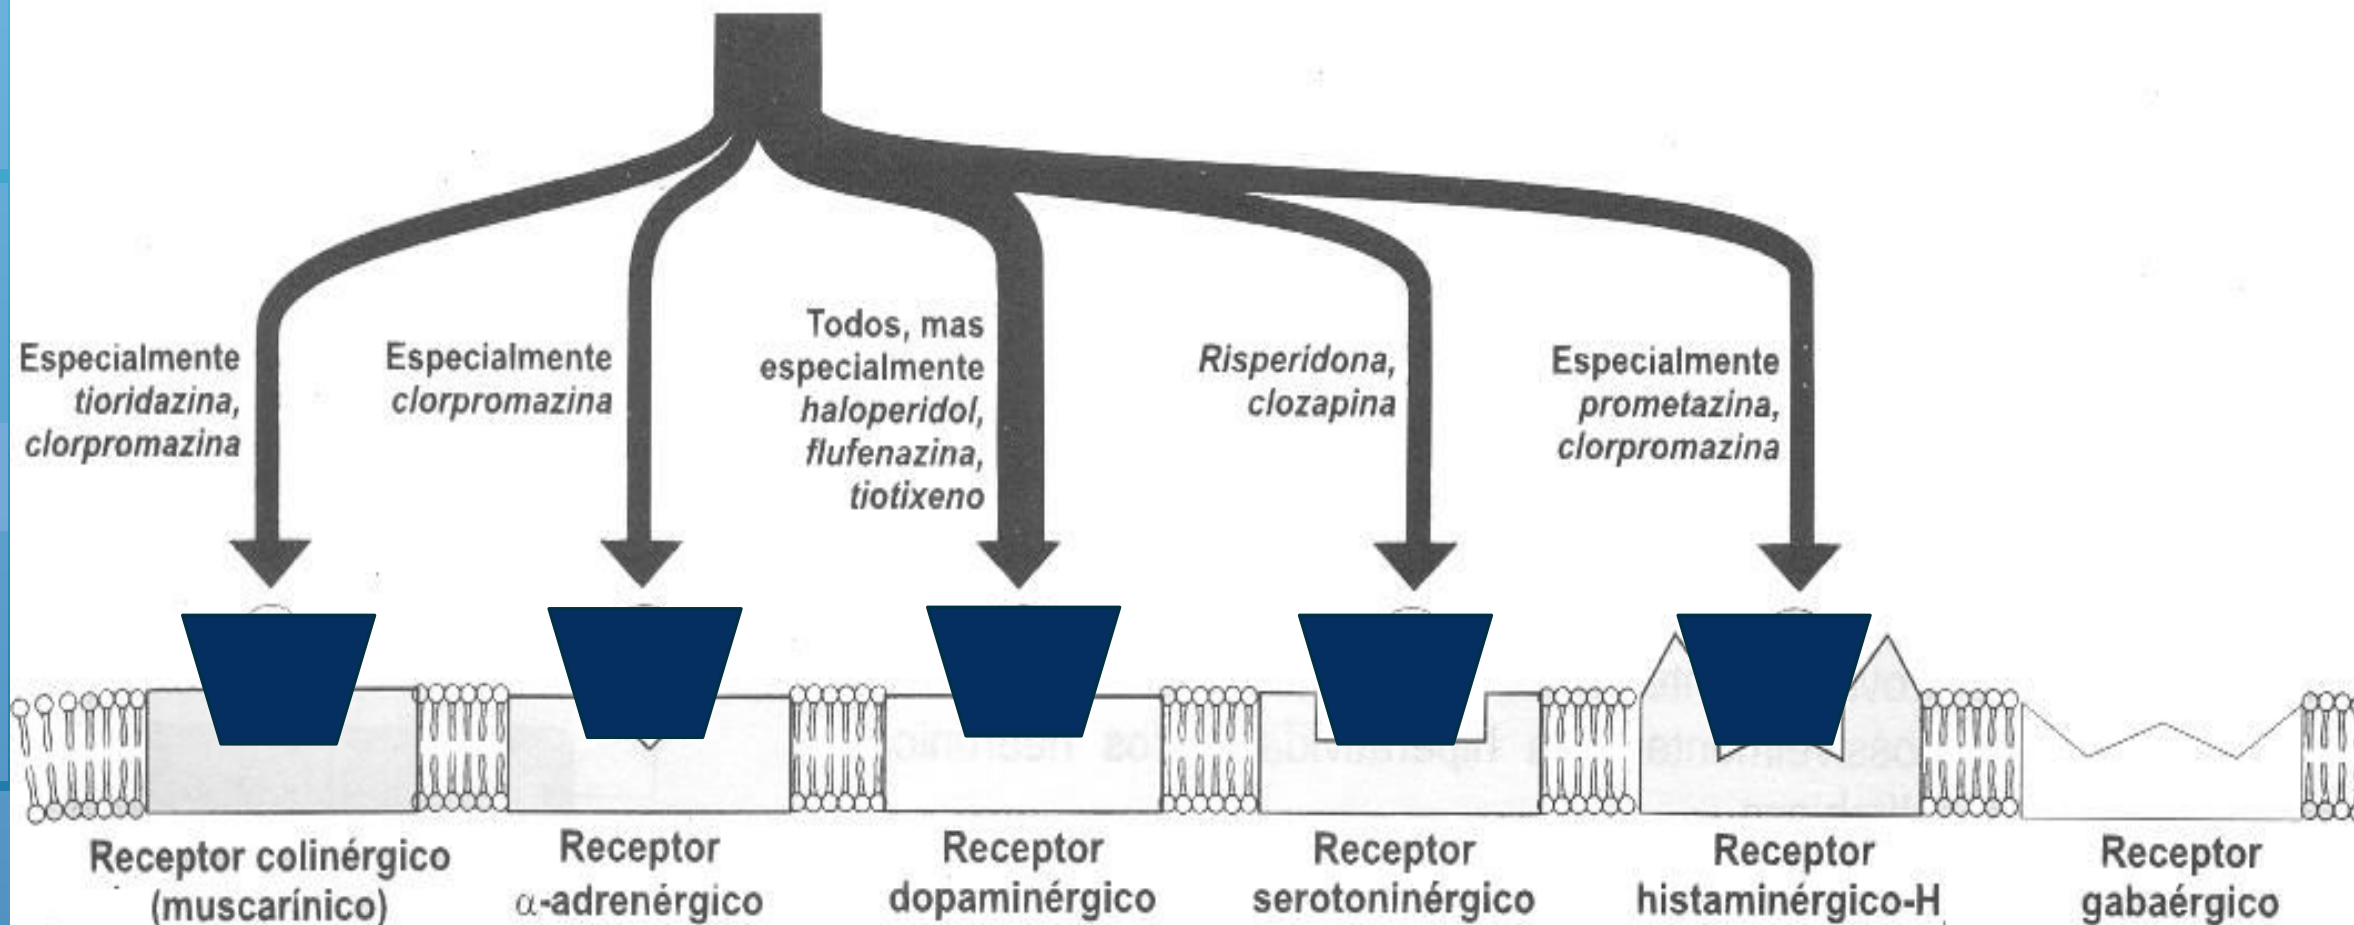 Especialmente
tioridazina,
clorpromazina
Especialmente
clorpromazina
Todos, mas
especialmente
haloperidol,
flufenazina,
tiotixeno
Risperidona,
clozapina
Especialmente
prometazina,
clorpromazina
Receptor colinérgico
(muscarínico)
Receptor
α-adrenérgico
Receptor
dopaminérgico
Receptor
serotoninérgico
Receptor
histaminérgico-H
Receptor
gabaérgico